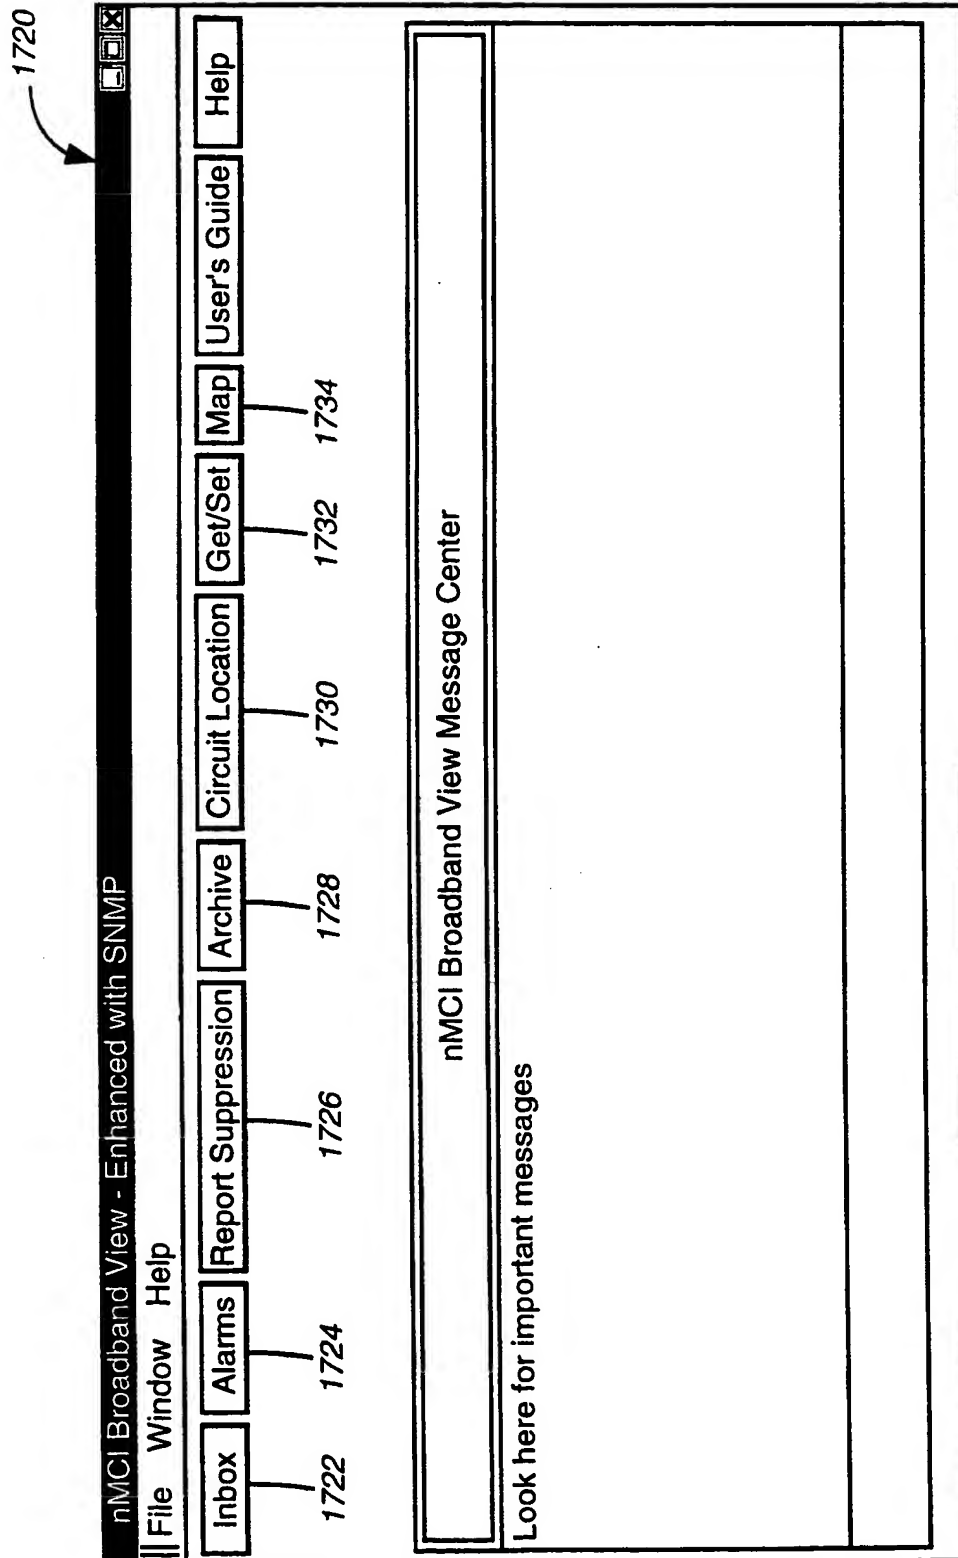 1720
nMCI Broadband View - Enhanced with SNMP
File Window Help
Inbox Alarms Report Suppression Archive Circuit Location Get/Set Map User's Guide Help
1722 1724 1726 1728 1730 1732 1734
nMCI Broadband View Message Center
Look here for important messages